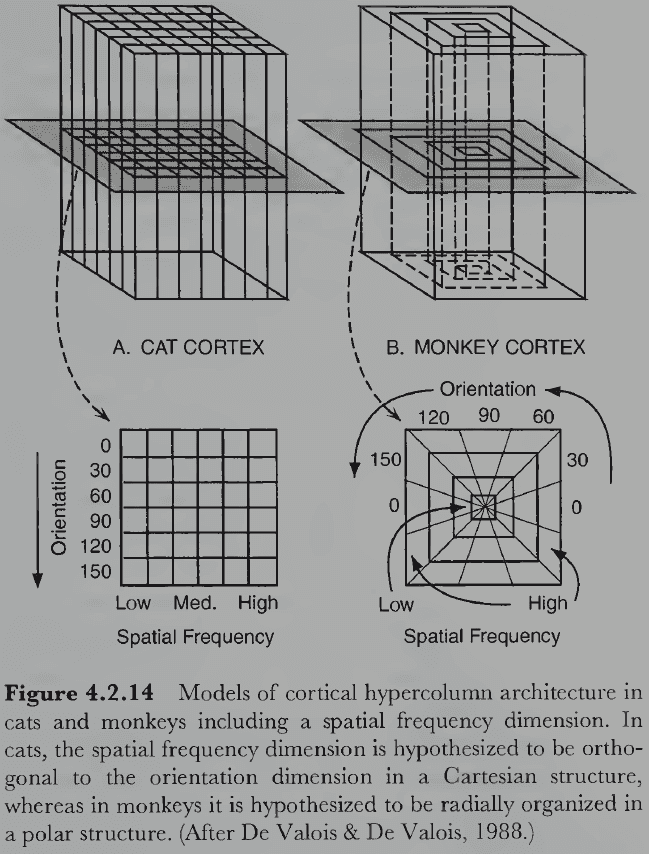 A. CAT CORTEX
B. MONKEY CORTEX
Orientation
0
30
60
90
120
150
Low Med. High
Spatial Frequency
Orientation
120 90 60
150 30
0 0
Low High
Spatial Frequency
Figure 4.2.14 Models of cortical hypercolumn architecture in
cats and monkeys including a spatial frequency dimension. In
cats, the spatial frequency dimension is hypothesized to be ortho-
gonal to the orientation dimension in a Cartesian structure,
whereas in monkeys it is hypothesized to be radially organized in
a polar structure. (After De Valois & De Valois, 1988.)